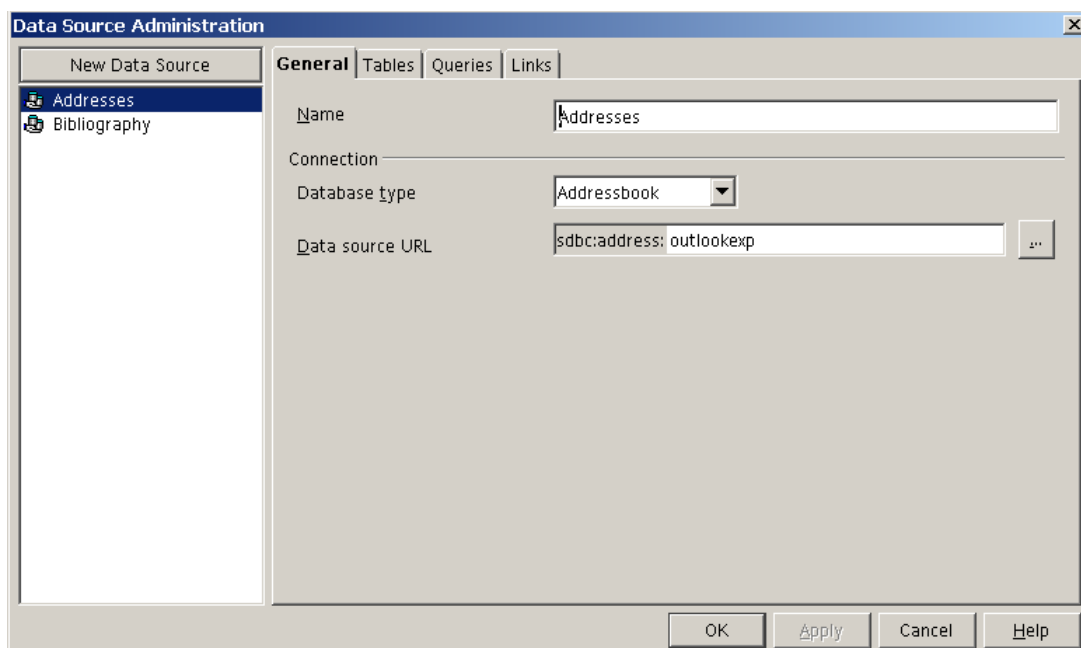 Data Source Administration
New Data Source
General Tables Queries Links
Addresses
Bibliography
Name Addresses
Connection
Database type Addressbook
Data source URL sdbc:address: outlookexp ...
OK Apply Cancel Help